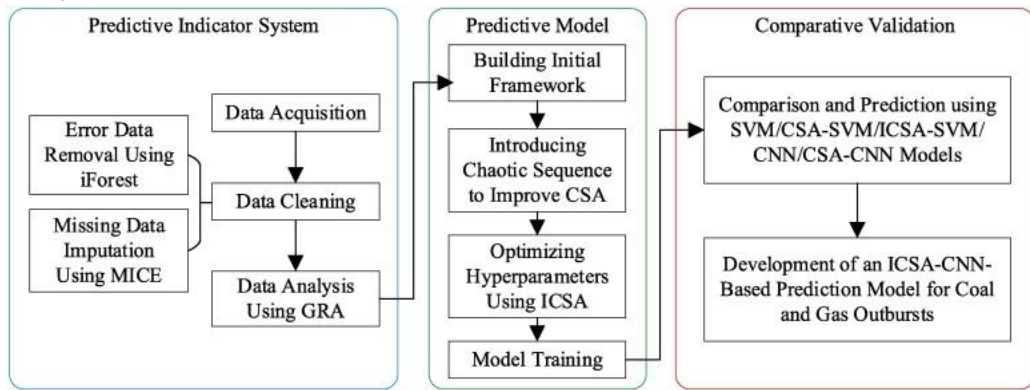 Predictive Indicator System
Data Acquisition
Error Data
Removal Using
iForest
Data Cleaning
Missing Data
Imputation
Using MICE
Data Analysis
Using GRA
Predictive Model
Building Initial
Framework
Introducing
Chaotic Sequence
to Improve CSA
Optimizing
Hyperparameters
Using ICSA
Model Training
Comparative Validation
Comparison and Prediction using
SVM/CSA-SVM/ICSA-SVM/
CNN/CSA-CNN Models
Development of an ICSA-CNN-
Based Prediction Model for Coal
and Gas Outbursts